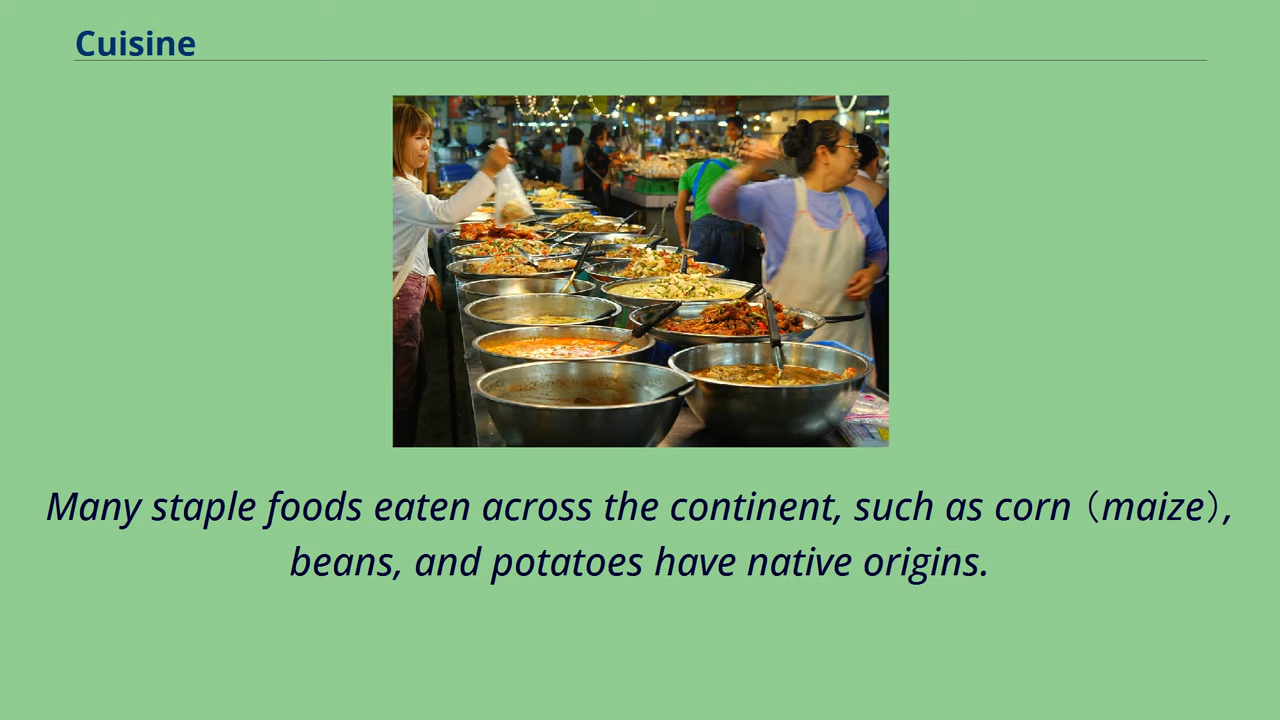 Cuisine
Many staple foods eaten across the continent, such as corn（maize）,
beans, and potatoes have native origins.